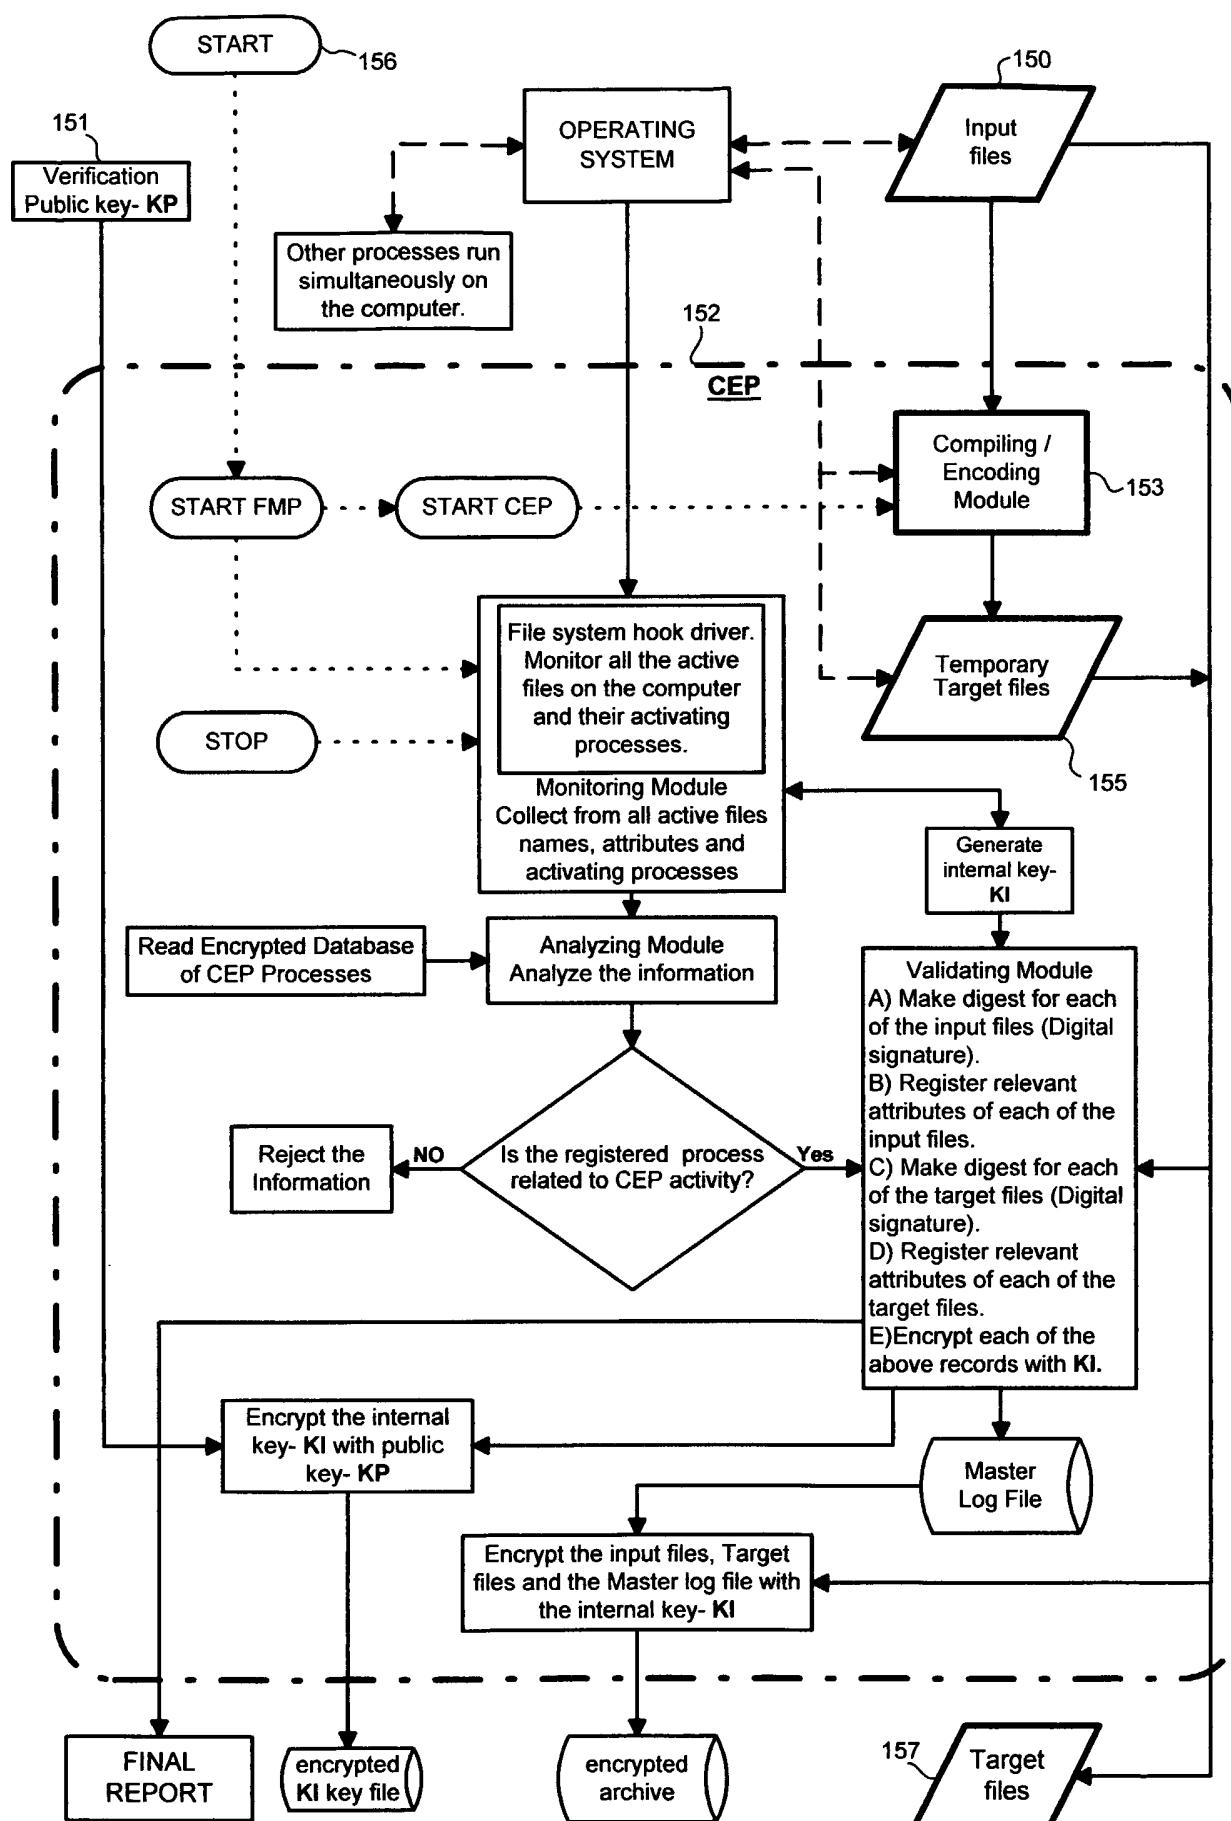 START
156
150
151
OPERATING
SYSTEM
Input
files
Verification
Public key- KP
Other processes run
simultaneously on
the computer.
152
CEP
Compiling /
Encoding
Module
153
START FMP
START CEP
File system hook driver.
Monitor all the active
files on the computer
and their activating
processes.
Temporary
Target files
STOP
155
Monitoring Module
Collect from all active files
names, attributes and
activating processes
Generate
internal key-
KI
Read Encrypted Database
of CEP Processes
Analyzing Module
Analyze the information
Validating Module
A) Make digest for each
of the input files (Digital
signature).
B) Register relevant
attributes of each of the
input files.
C) Make digest for each
of the target files (Digital
signature).
D) Register relevant
attributes of each of the
target files.
E)Encrypt each of the
above records with KI.
Reject the
Information
NO
Is the registered process
related to CEP activity?
Yes
Encrypt the internal
key- KI with public
key- KP
Master
Log File
Encrypt the input files, Target
files and the Master log file with
the internal key- KI
FINAL
REPORT
encrypted
KI key file
encrypted
archive
157
Target
files